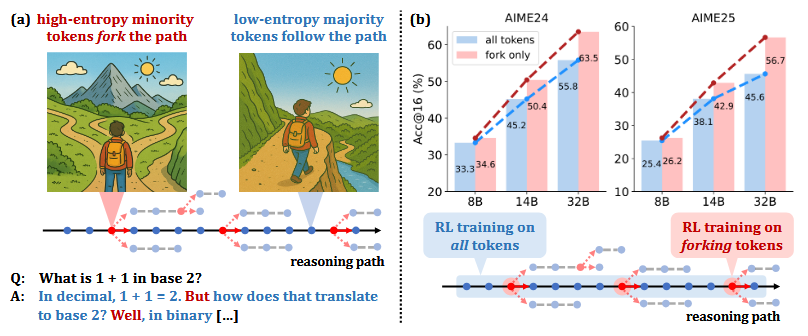 (a)
high-entropy minority
tokens fork the path
low-entropy majority
tokens follow the path
reasoning path
Q: What is 1 + 1 in base 2?
A: In decimal, 1 + 1 = 2. But how does that translate
to base 2? Well, in binary [...]
(b)
AIME24
AIME25
Acc@16 (%)
all tokens
fork only
60
50
40
30
20
33.3
34.6
45.2
50.4
55.8
63.5
8B
14B
32B
60
50
40
30
20
10
25.4
26.2
38.1
42.9
45.6
56.7
8B
14B
32B
RL training on
all tokens
RL training on
forking tokens
reasoning path